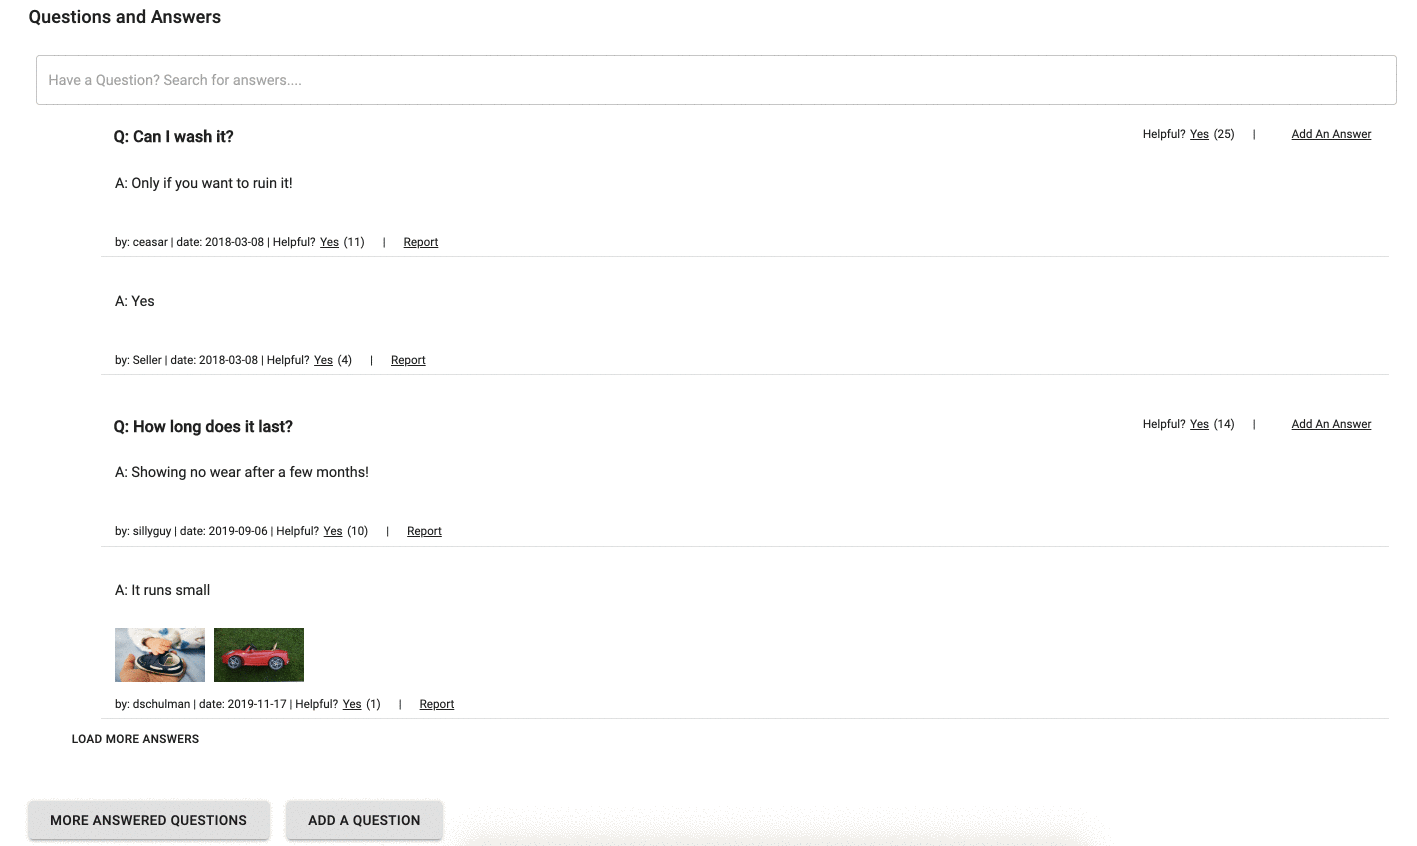 Questions and Answers
Have a Question? Search for answers....
Q: Can I wash it?
Helpful? Yes (25) | Add An Answer
A: Only if you want to ruin it!
by: ceasar | date: 2018-03-08 | Helpful? Yes (11) | Report
A: Yes
by: Seller | date: 2018-03-08 | Helpful? Yes (4) | Report
Q: How long does it last?
Helpful? Yes (14) | Add An Answer
A: Showing no wear after a few months!
by: sillyguy | date: 2019-09-06 | Helpful? Yes (10) | Report
A: It runs small
by: dschulman | date: 2019-11-17 | Helpful? Yes (1) | Report
LOAD MORE ANSWERS
MORE ANSWERED QUESTIONS
ADD A QUESTION